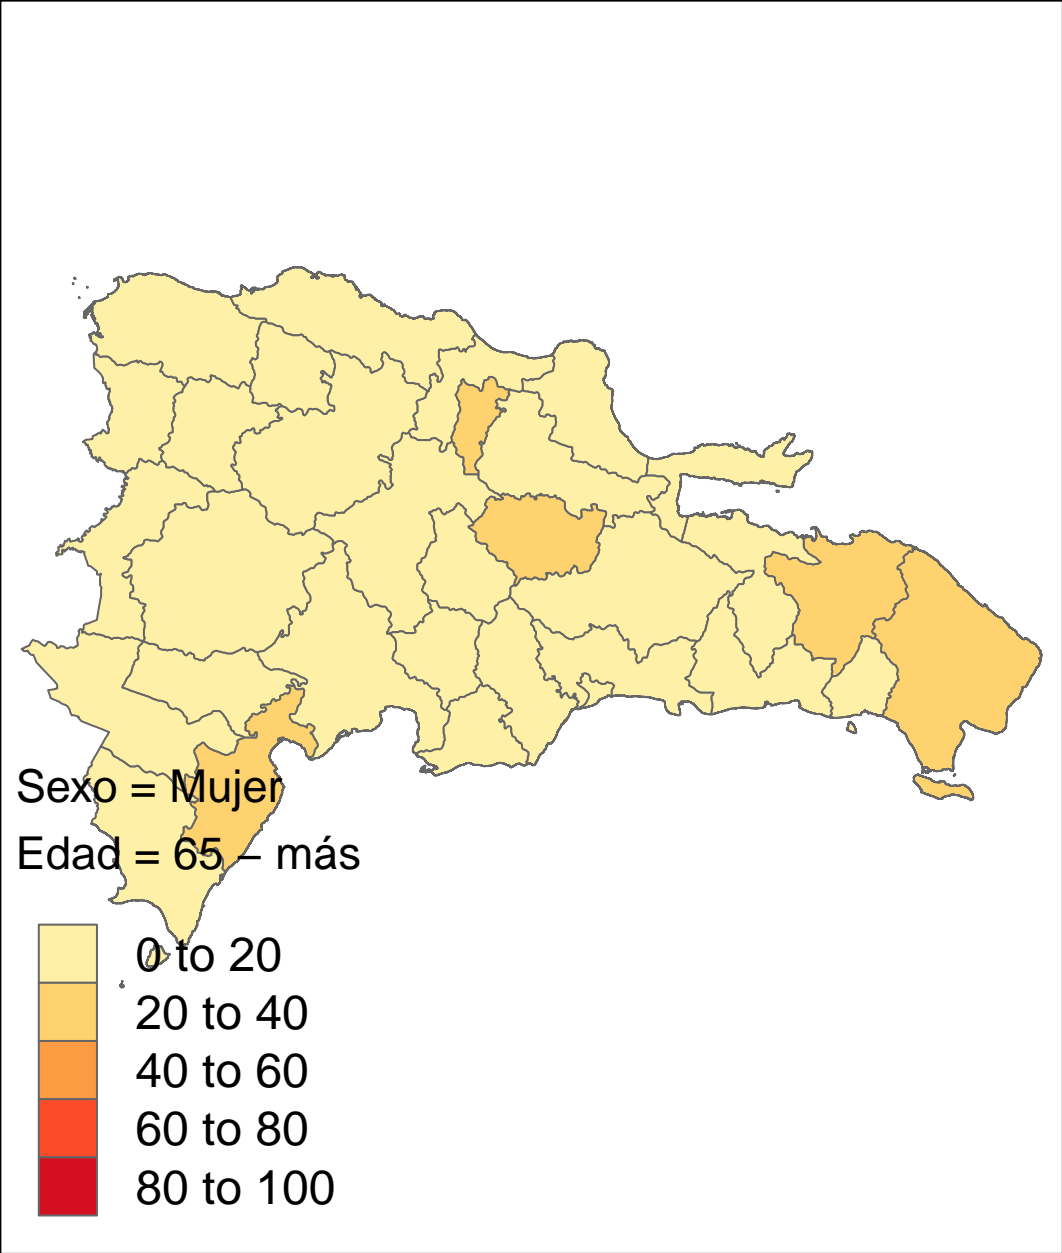 Sexo = Mujer
Edad = 65 – más
0 to 20
20 to 40
40 to 60
60 to 80
80 to 100